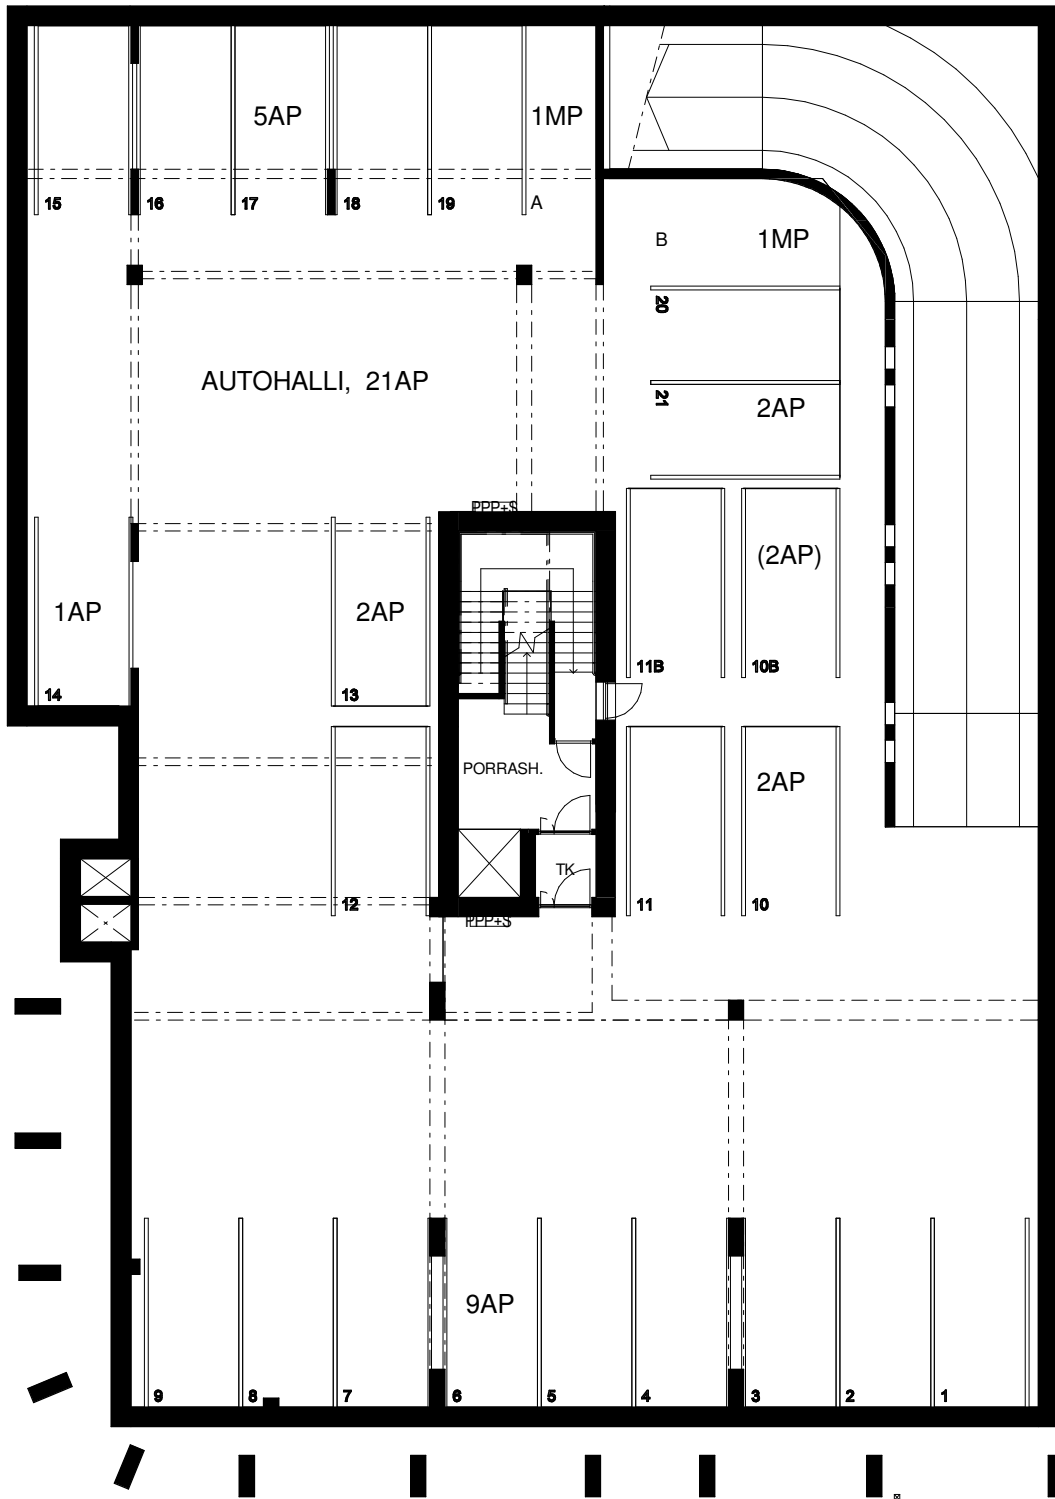 5AP
1MP
15
16
17
18
19
A
B
1MP
20
AUTOHALLI, 21AP
21
2AP
PPP+S
(2AP)
1AP
2AP
11B
10B
14
13
PORRASH.
2AP
TK
12
11
10
PPP+S
9AP
9
8
7
6
5
4
3
2
1